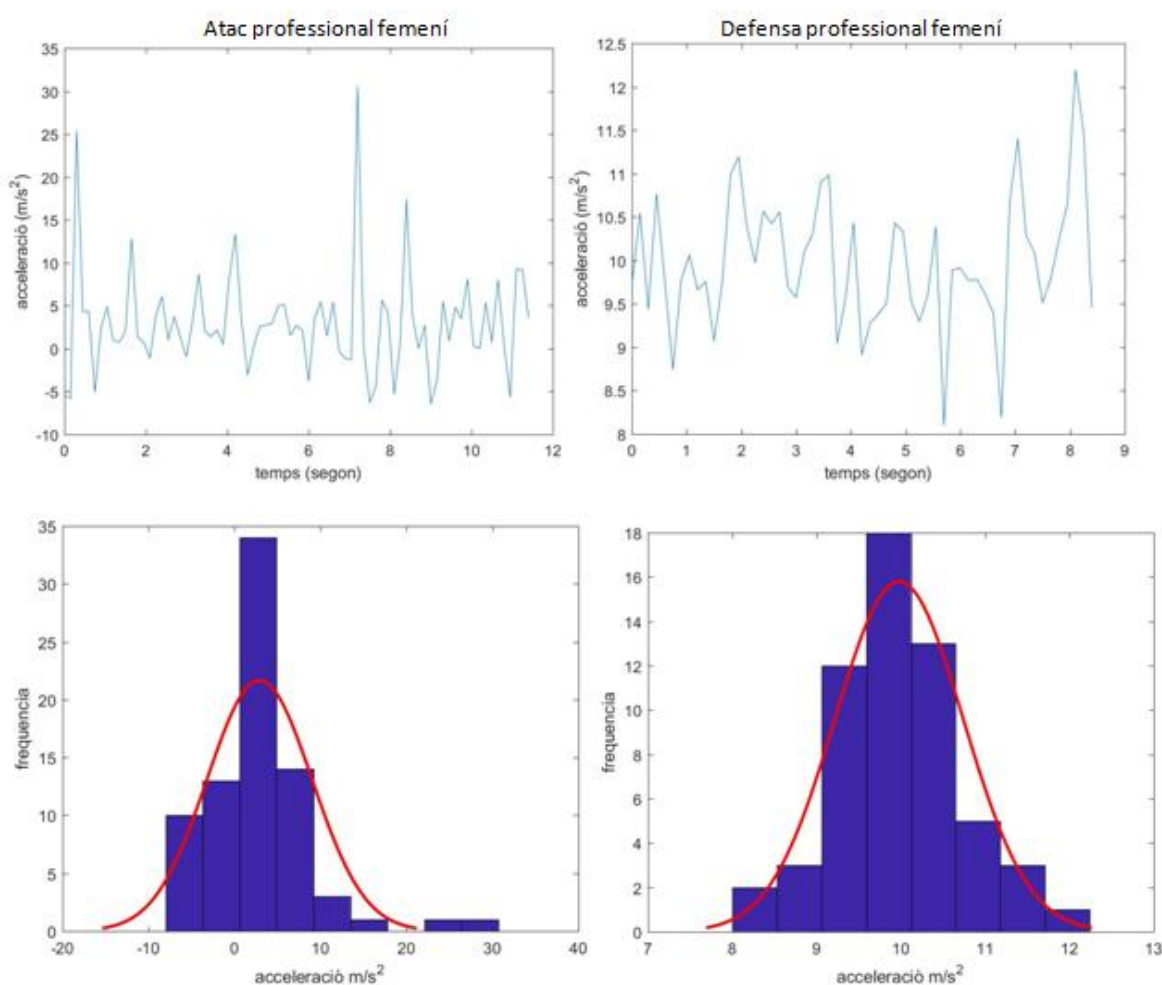 Atac professional femení
35
30
25
20
15
10
5
0
-5
-10
acceleració (m/s²)
0 2 4 6 8 10 12
temps (segon)
Defensa professional femení
12.5
12
11.5
11
10.5
10
9.5
9
8.5
8
acceleració (m/s²)
0 1 2 3 4 5 6 7 8 9
temps (segon)
35
30
25
20
15
10
5
0
frequencia
-20 -10 0 10 20 30 40
acceleraciò m/s²
18
16
14
12
10
8
6
4
2
0
frequencia
7 8 9 10 11 12 13
acceleraciò m/s²